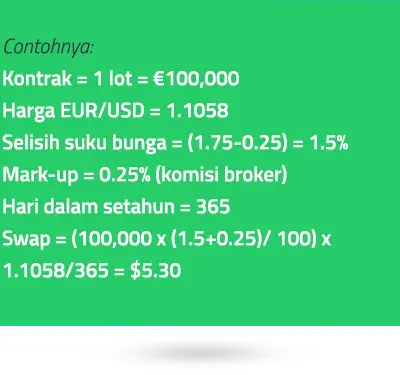 Contohnya:
Kontrak = 1 lot = €100,000
Harga EUR/USD = 1.1058
Selisih suku bunga = (1.75-0.25) = 1.5%
Mark-up = 0.25% (komisi broker)
Hari dalam setahun = 365
Swap = (100,000 x (1.5+0.25)/ 100) x
1.1058/365 = $5.30